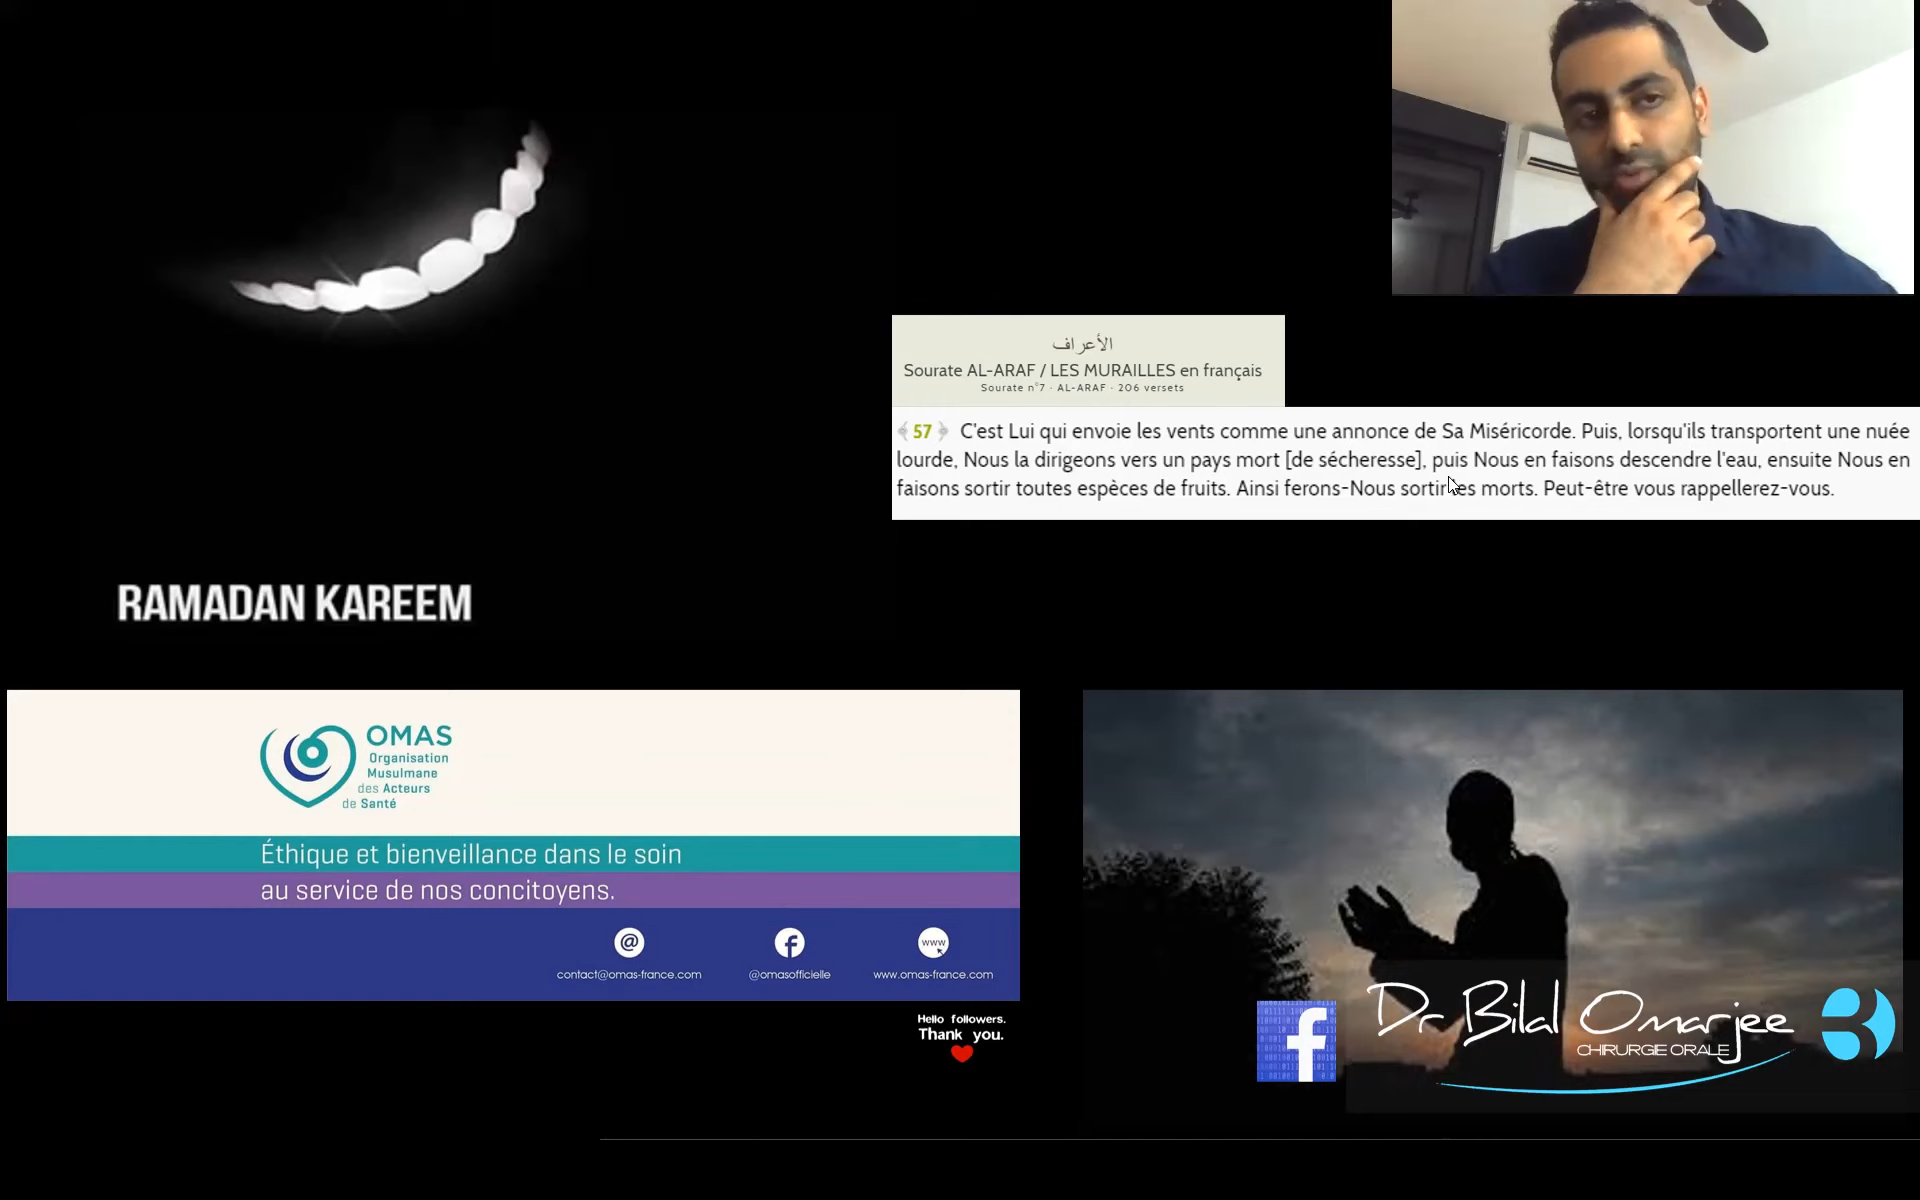 الأعراف
Sourate AL-ARAF / LES MURAILLES en français
Sourate n°7 · AL-ARAF · 206 versets
57 C'est Lui qui envoie les vents comme une annonce de Sa Miséricorde. Puis, lorsqu'ils transportent une nuée
lourde, Nous la dirigeons vers un pays mort [de sécheresse], puis Nous en faisons descendre l'eau, ensuite Nous en
faisons sortir toutes espèces de fruits. Ainsi ferons-Nous sortir les morts. Peut-être vous rappellerez-vous.
RAMADAN KAREEM
OMAS
Organisation
Musulmane
des Acteurs
de Santé
Éthique et bienveillance dans le soin
au service de nos concitoyens.
@
f
www
contact@omas-france.com
@omasofficielle
www.omas-france.com
Hello followers.
Thank you.
f
Dr Bilal Omarjee
CHIRURGIE ORALE